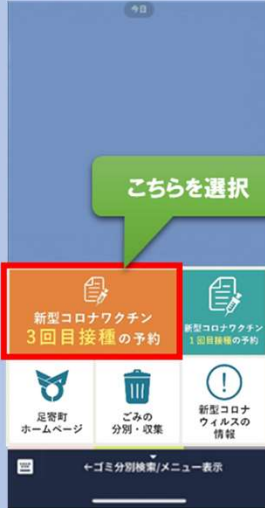 今日
こちらを選択
新型コロナワクチン
3回目接種の予約
新型コロナワクチン
1回目接種の予約
足寄町
ホームページ
ごみの
分別・収集
新型コロナ
ウィルスの
情報
←ゴミ分別検索/メニュー表示